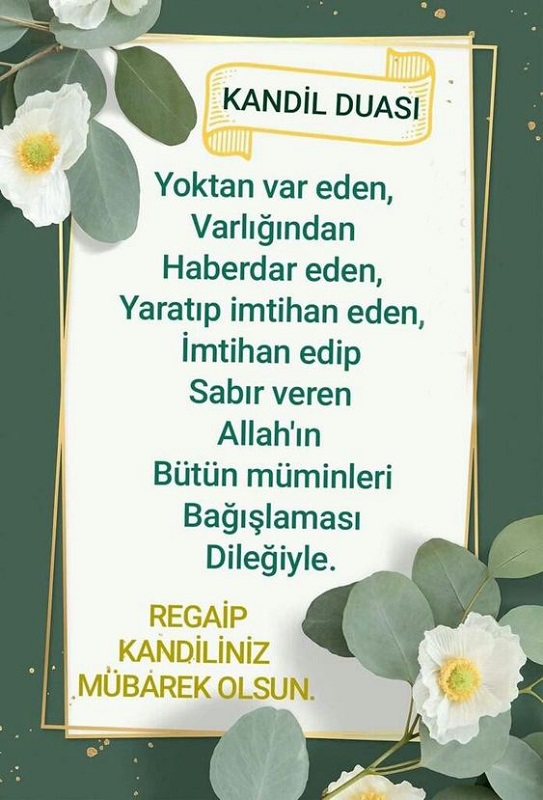 KANDİL DUASI
Yoktan var eden,
Varlığından
Haberdar eden,
Yaratıp imtihan eden,
İmtihan edip
Sabır veren
Allah'ın
Bütün müminleri
Bağışlaması
Dileğiyle.
REGAİP
KANDİLİNİZ
MÜBAREK OLSUN.